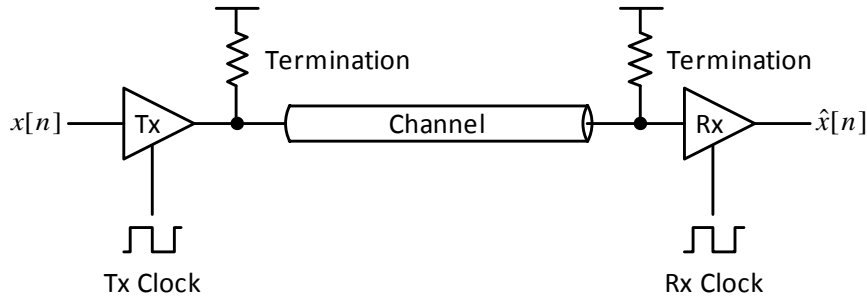 Termination
Termination
x[n]
Tx
Channel
Rx
x̂[n]
Tx Clock
Rx Clock